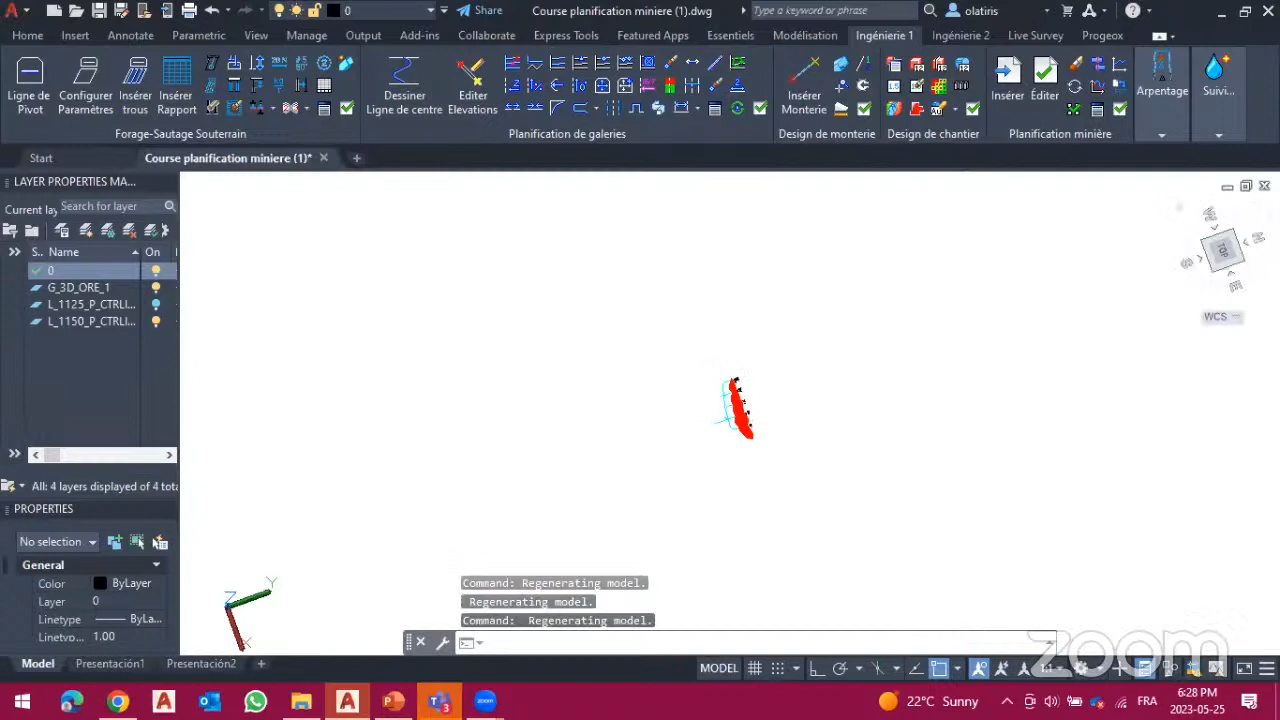 0
Share
Course planification miniere (1).dwg
Type a keyword or phrase
olatiris
Home
Insert
Annotate
Parametric
View
Manage
Output
Add-ins
Collaborate
Express Tools
Featured Apps
Essentiels
Modélisation
Ingénierie 1
Ingénierie 2
Live Survey
Progeox
Ligne de Pivot
Configurer Paramètres
Insérer trous
Insérer Rapport
Dessiner Ligne de centre
Editer Elevations
Insérer Monterie
Insérer
Éditer
Arpentage
Suivi...
Forage-Sautage Souterrain
Planification de galeries
Design de monterie
Design de chantier
Planification minière
Start
Course planification miniere (1)*
LAYER PROPERTIES MA...
Current lay
Search for layer
S.. Name
On
0
G_3D_ORE_1
L_1125_P_CTRLI...
L_1150_P_CTRLI...
All: 4 layers displayed of 4 tota
PROPERTIES
No selection
General
Color ByLayer
Layer 0
Linetype ByLa...
Linetyo... 1.00
TOP
WCS
Z
Y
X
Command: Regenerating model.
Regenerating model.
Command: Regenerating model.
Model
Presentación1
Presentación2
MODEL
1:1
zoom
22°C Sunny
FRA
6:28 PM
2023-05-25